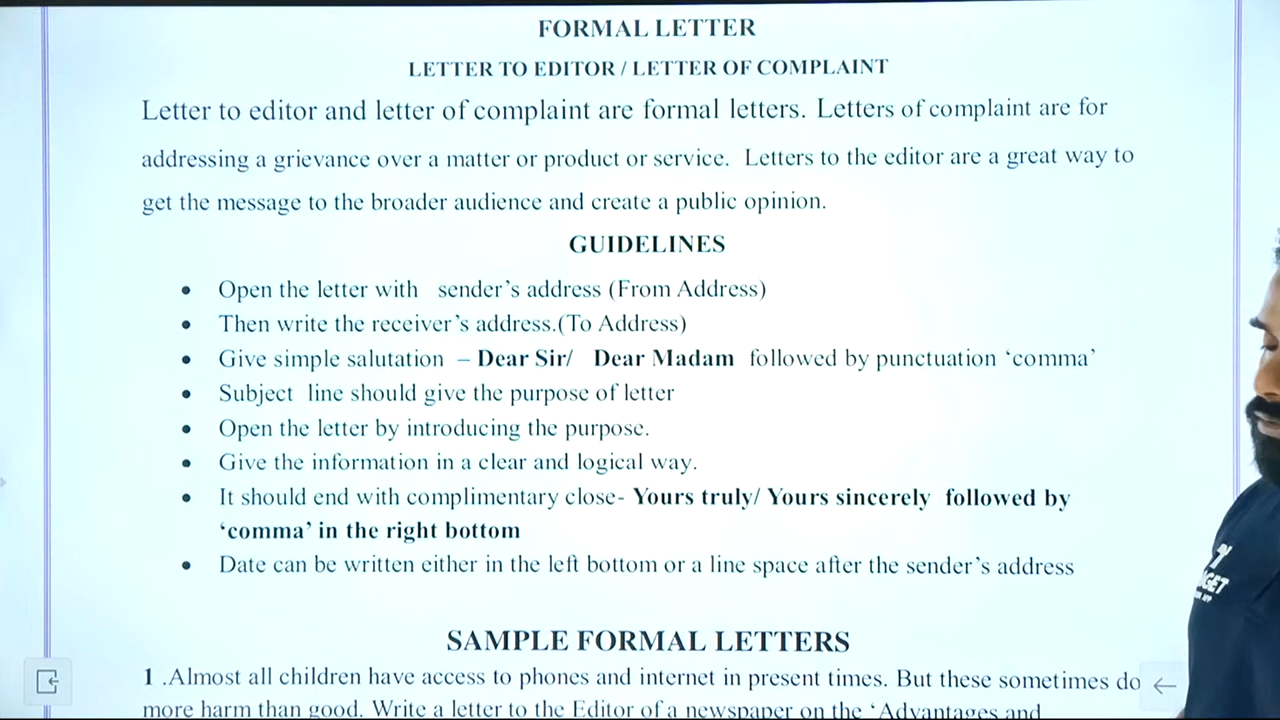 FORMAL LETTER
LETTER TO EDITOR / LETTER OF COMPLAINT
Letter to editor and letter of complaint are formal letters. Letters of complaint are for
addressing a grievance over a matter or product or service. Letters to the editor are a great way to
get the message to the broader audience and create a public opinion.
GUIDELINES
• Open the letter with sender’s address (From Address)
• Then write the receiver’s address.(To Address)
• Give simple salutation – Dear Sir/ Dear Madam followed by punctuation ‘comma’
• Subject line should give the purpose of letter
• Open the letter by introducing the purpose.
• Give the information in a clear and logical way.
• It should end with complimentary close- Yours truly/ Yours sincerely followed by
‘comma’ in the right bottom
• Date can be written either in the left bottom or a line space after the sender’s address
SAMPLE FORMAL LETTERS
1 .Almost all children have access to phones and internet in present times. But these sometimes do
more harm than good. Write a letter to the Editor of a newspaper on the ‘Advantages and